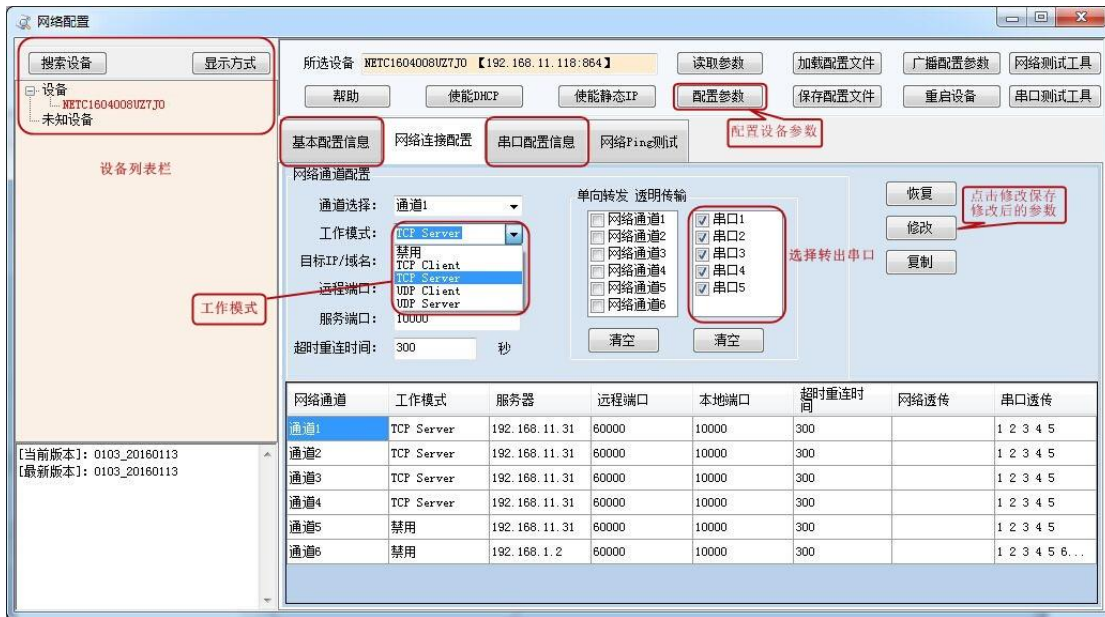 网络配置
搜索设备
显示方式
设备
NETC1604008UZ7J0
未知设备
设备列表栏
所选设备 NETC1604008UZ7J0 【192.168.11.118:864】
读取参数
加载配置文件
广播配置参数
网络测试工具
帮助
使能DHCP
使能静态IP
配置参数
保存配置文件
重启设备
串口测试工具
配置设备参数
基本配置信息
网络连接配置
串口配置信息
网络Ping测试
网络通道配置
通道选择: 通道1
工作模式: TCP Server
禁用
TCP Client
TCP Server
UDP Client
UDP Server
目标IP/域名:
远程端口:
服务端口: 10000
超时重连时间: 300 秒
工作模式
单向转发 透明传输
网络通道1
网络通道2
网络通道3
网络通道4
网络通道5
网络通道6
串口1
串口2
串口3
串口4
串口5
选择转出串口
清空
清空
恢复
修改
复制
点击修改保存
修改后的参数
网络通道 工作模式 服务器 远程端口 本地端口 超时重连时间 网络透传 串口透传
通道1 TCP Server 192.168.11.31 60000 10000 300 1 2 3 4 5
通道2 TCP Server 192.168.11.31 60000 10000 300 1 2 3 4 5
通道3 TCP Server 192.168.11.31 60000 10000 300 1 2 3 4 5
通道4 TCP Server 192.168.11.31 60000 10000 300 1 2 3 4 5
通道5 禁用 192.168.11.31 60000 10000 300 1 2 3 4 5
通道6 禁用 192.168.1.2 60000 10000 300 1 2 3 4 5 6...
[当前版本]: 0103_20160113
[最新版本]: 0103_20160113